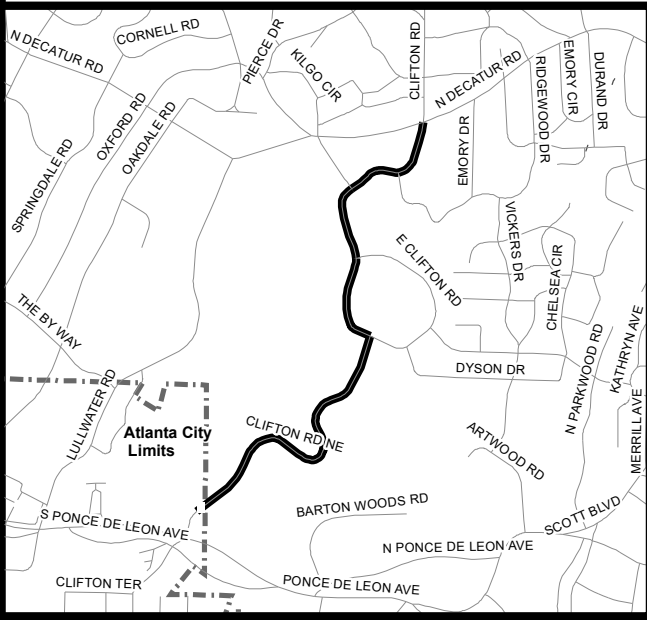 CORNELL RD
N DECATUR RD
PIERCE DR
KILGO CIR
CLIFTON RD
N DECATUR RD
RIDGEWOOD DR
EMORY CIR
DURAND DR
SPRINGDALE RD
OXFORD RD
OAKDALE RD
EMORY DR
VICKERS DR
CHELSEA CIR
E CLIFTON RD
THE BY WAY
LULLWATER RD
DYSON DR
N PARKWOOD RD
KATHRYN AVE
MERRILL AVE
Atlanta City
Limits
CLIFTON RD NE
ARTWOOD RD
BARTON WOODS RD
SCOTT BLVD
S PONCE DE LEON AVE
N PONCE DE LEON AVE
CLIFTON TER
PONCE DE LEON AVE